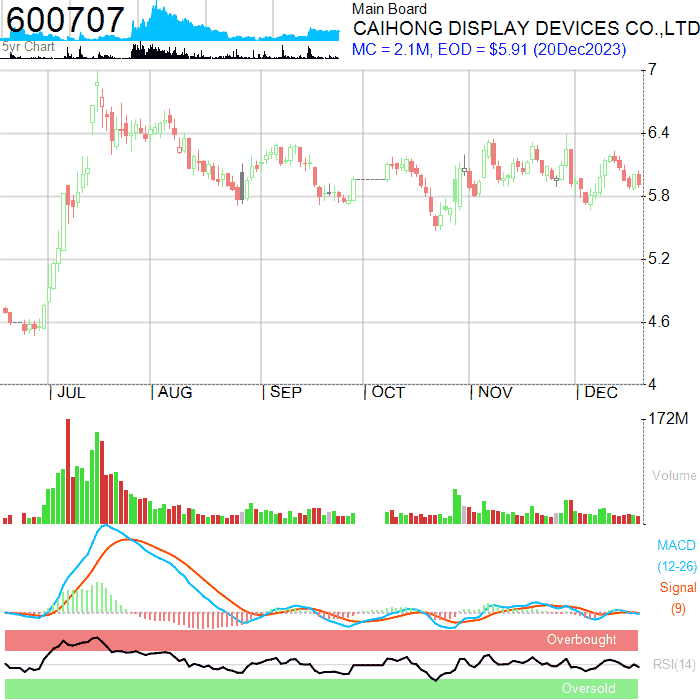 600707
5yr Chart
Main Board
CAIHONG DISPLAY DEVICES CO.,LTD
MC = 2.1M, EOD = $5.91 (20Dec2023)
7
6.4
5.8
5.2
4.6
4
JUL AUG SEP OCT NOV DEC
172M
Volume
MACD
(12-26)
Signal
(9)
Overbought
RSI(14)
Oversold